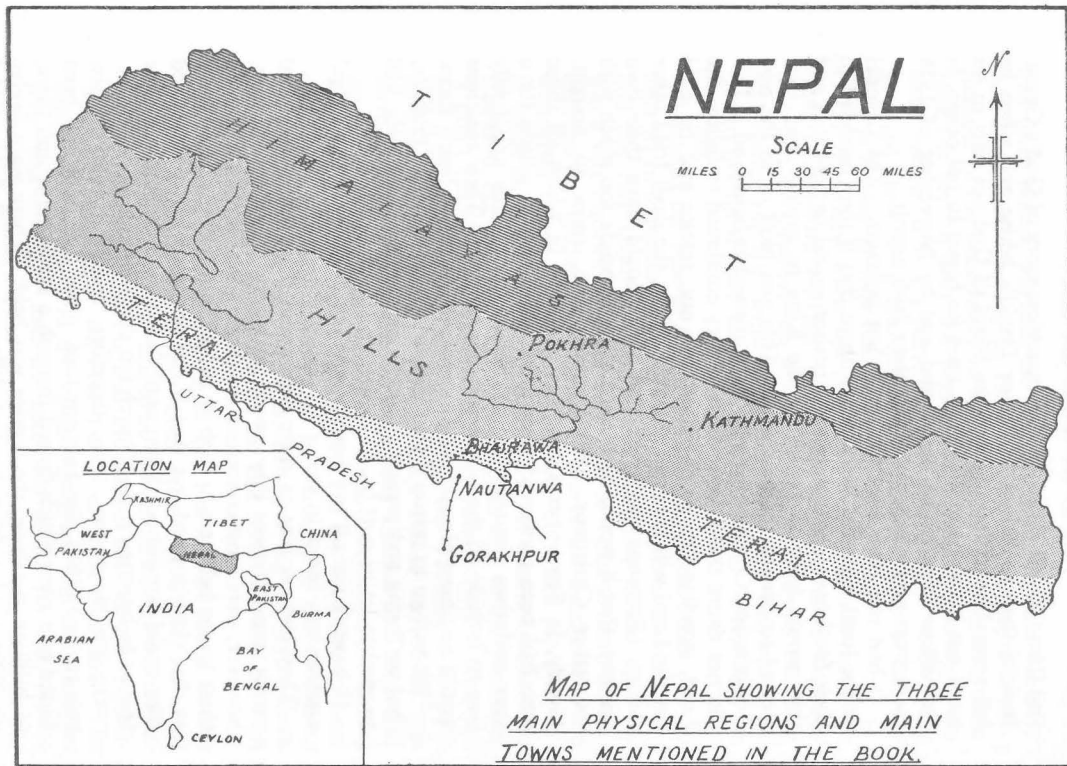 NEPAL
N
SCALE
MILES 0 15 30 45 60 MILES
TIBET
HIMALAYAS
HILLS
TERAI
POKHRA
KATHMANDU
UTTAR
PRADESH
BHAIRAWA
NAUTANWA
GORAKHPUR
TERAI
BIHAR
LOCATION MAP
KASHMIR
WEST
PAKISTAN
TIBET
CHINA
NEPAL
INDIA
EAST
PAKISTAN
BURMA
ARABIAN
SEA
BAY
OF
BENGAL
CEYLON
MAP OF NEPAL SHOWING THE THREE
MAIN PHYSICAL REGIONS AND MAIN
TOWNS MENTIONED IN THE BOOK.